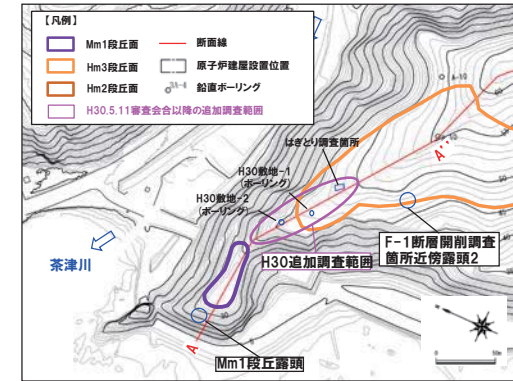 【凡例】
Mm1段丘面
断面線
Hm3段丘面
原子炉建屋設置位置
Hm2段丘面
鉛直ボーリング
H30.5.11審査会合以降の追加調査範囲
A-10
はぎとり調査箇所
A''
H30敷地-1
(ボーリング)
H30敷地-2
(ボーリング)
F-1断層開削調査
箇所近傍露頭2
H30追加調査範囲
茶津川
A
Mm1段丘露頭